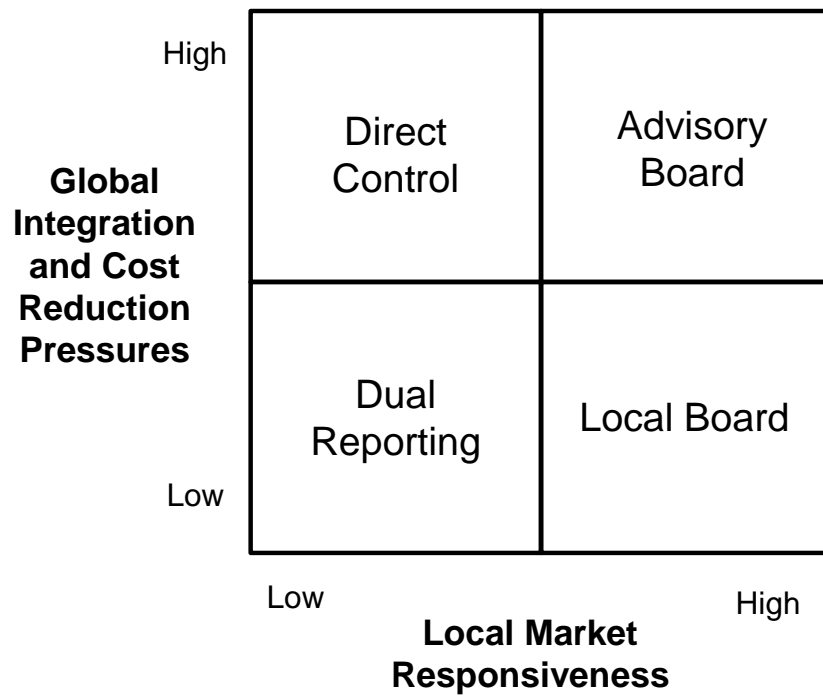 High
Direct
Control
Advisory
Board
Global
Integration
and Cost
Reduction
Pressures
Dual
Reporting
Local Board
Low
Low
High
Local Market
Responsiveness